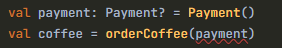 val payment: Payment? = Payment()
val coffee = orderCoffee(payment)